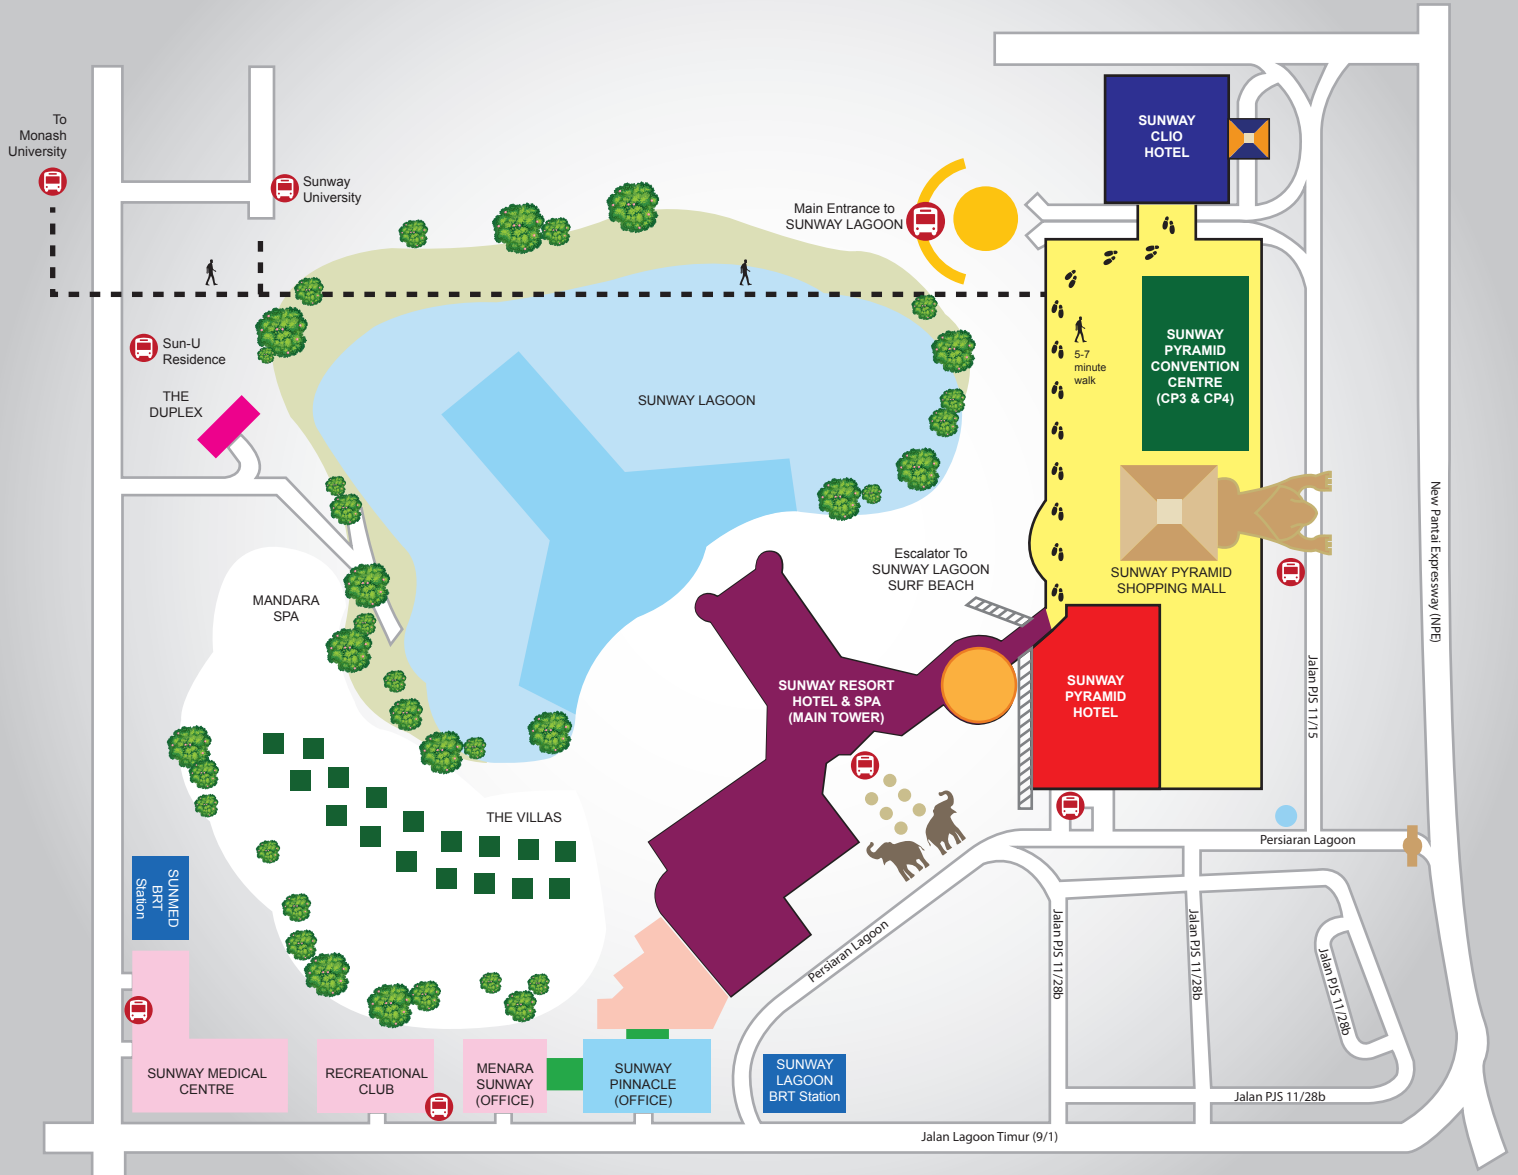 To
Monash
University
Sunway
University
Sun-U
Residence
THE
DUPLEX
Main Entrance to
SUNWAY LAGOON
SUNWAY
CLIO
HOTEL
SUNWAY
PYRAMID
CONVENTION
CENTRE
(CP3 & CP4)
5-7
minute
walk
SUNWAY LAGOON
Escalator To
SUNWAY LAGOON
SURF BEACH
SUNWAY PYRAMID
SHOPPING MALL
New Pantai Expressway (NPE)
MANDARA
SPA
SUNWAY RESORT
HOTEL & SPA
(MAIN TOWER)
SUNWAY
PYRAMID
HOTEL
Jalan PJS 11/15
THE VILLAS
Persiaran Lagoon
SUNMED
BRT
Station
Persiaran Lagoon
Jalan PJS 11/28b
Jalan PJS 11/28b
Jalan PJS 11/28b
SUNWAY MEDICAL
CENTRE
RECREATIONAL
CLUB
MENARA
SUNWAY
(OFFICE)
SUNWAY
PINNACLE
(OFFICE)
SUNWAY
LAGOON
BRT Station
Jalan PJS 11/28b
Jalan Lagoon Timur (9/1)